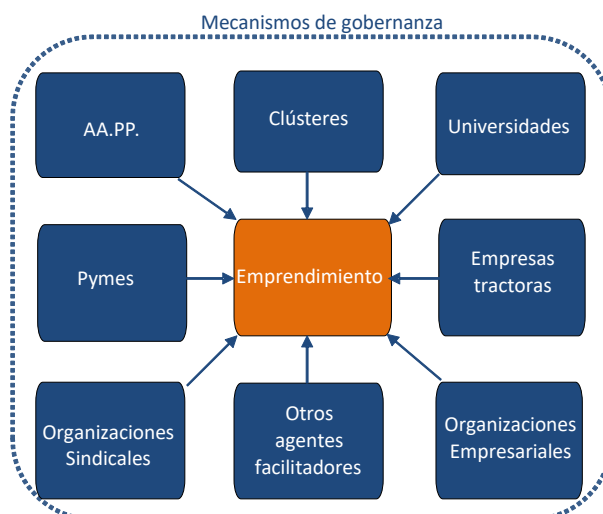 Mecanismos de gobernanza
AA.PP.
Clústeres
Universidades
Pymes
Emprendimiento
Empresas
tractoras
Organizaciones
Sindicales
Otros
agentes
facilitadores
Organizaciones
Empresariales